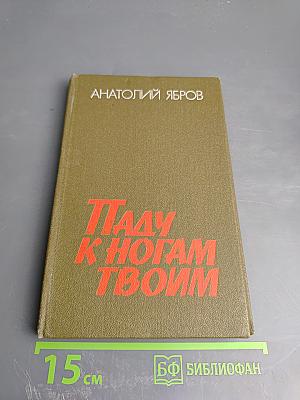 АНАТОЛИЙ ЯБРОВ
ПАДУ
К НОГАМ
ТВОИМ
15 см
БФ БИБЛИОФАН